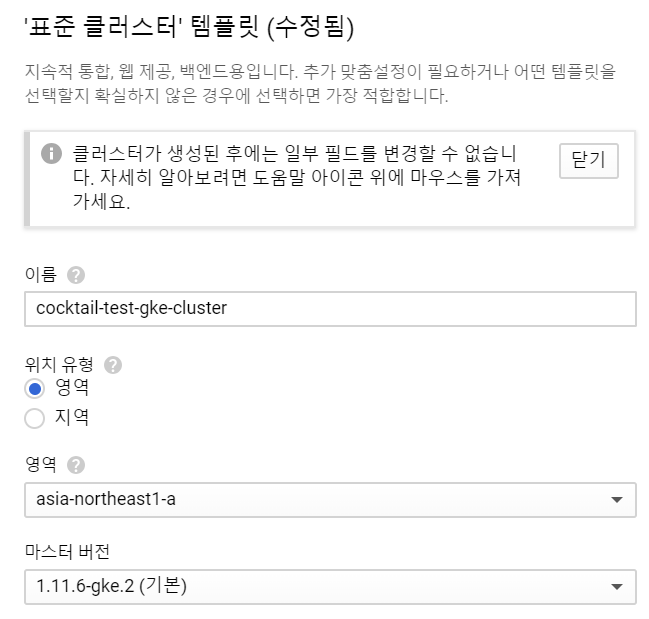 '표준 클러스터' 템플릿 (수정됨)
지속적 통합, 웹 제공, 백엔드용입니다. 추가 맞춤설정이 필요하거나 어떤 템플릿을
선택할지 확실하지 않은 경우에 선택하면 가장 적합합니다.
클러스터가 생성된 후에는 일부 필드를 변경할 수 없습니
다. 자세히 알아보려면 도움말 아이콘 위에 마우스를 가져
가세요.
닫기
이름
cocktail-test-gke-cluster
위치 유형
영역
지역
영역
asia-northeast1-a
마스터 버전
1.11.6-gke.2 (기본)